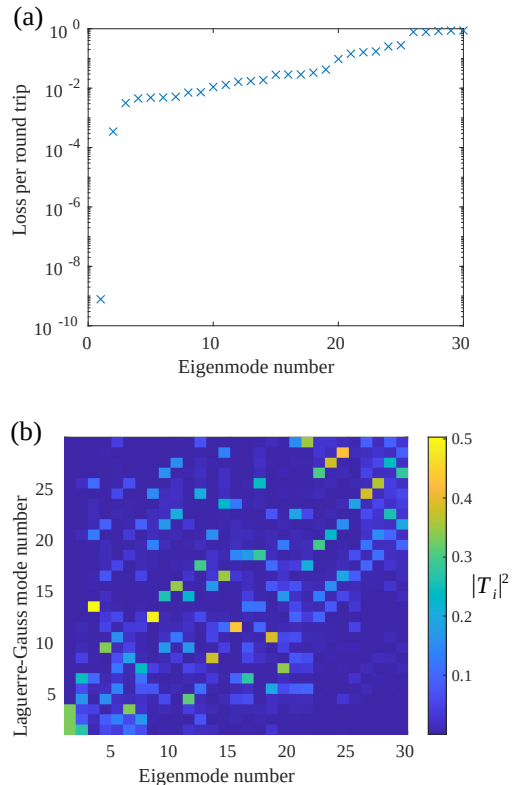 (a)
10^0
10^-2
10^-4
10^-6
10^-8
10^-10
Loss per round trip
0 10 20 30
Eigenmode number
(b)
25
20
15
10
5
Laguerre-Gauss mode number
5 10 15 20 25 30
Eigenmode number
0.5
0.4
0.3
0.2
0.1
|T_i|^2